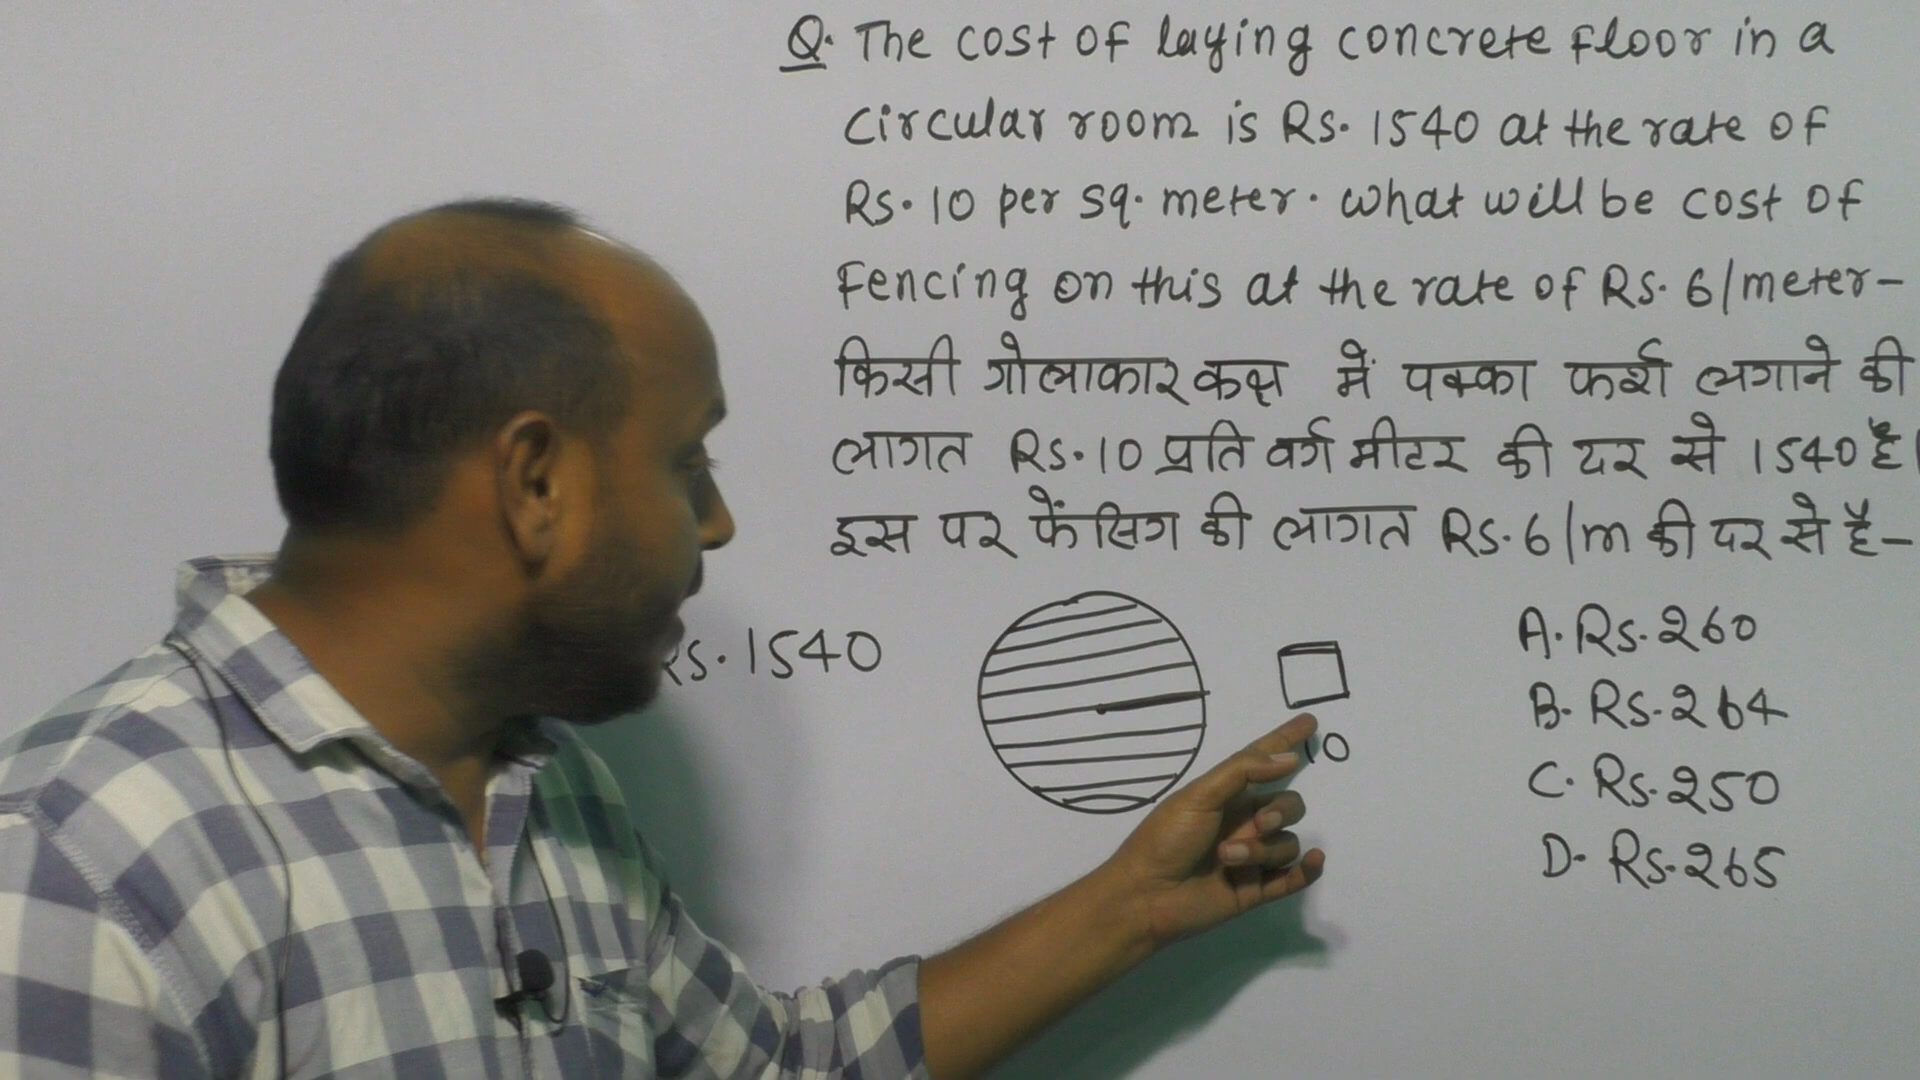 Q. The cost of laying concrete floor in a
circular room is Rs. 1540 at the rate of
Rs. 10 per sq. meter. what will be cost of
Fencing on this at the rate of Rs. 6/meter-
किसी गोलाकार कक्ष में पक्का फर्श लगाने की
लागत Rs. 10 प्रति वर्ग मीटर की दर से 1540 है।
इस पर फेंसिग की लागत Rs. 6/m की दर से है-
Rs. 1540
10
A. Rs. 260
B. Rs. 264
C. Rs. 250
D. Rs. 265